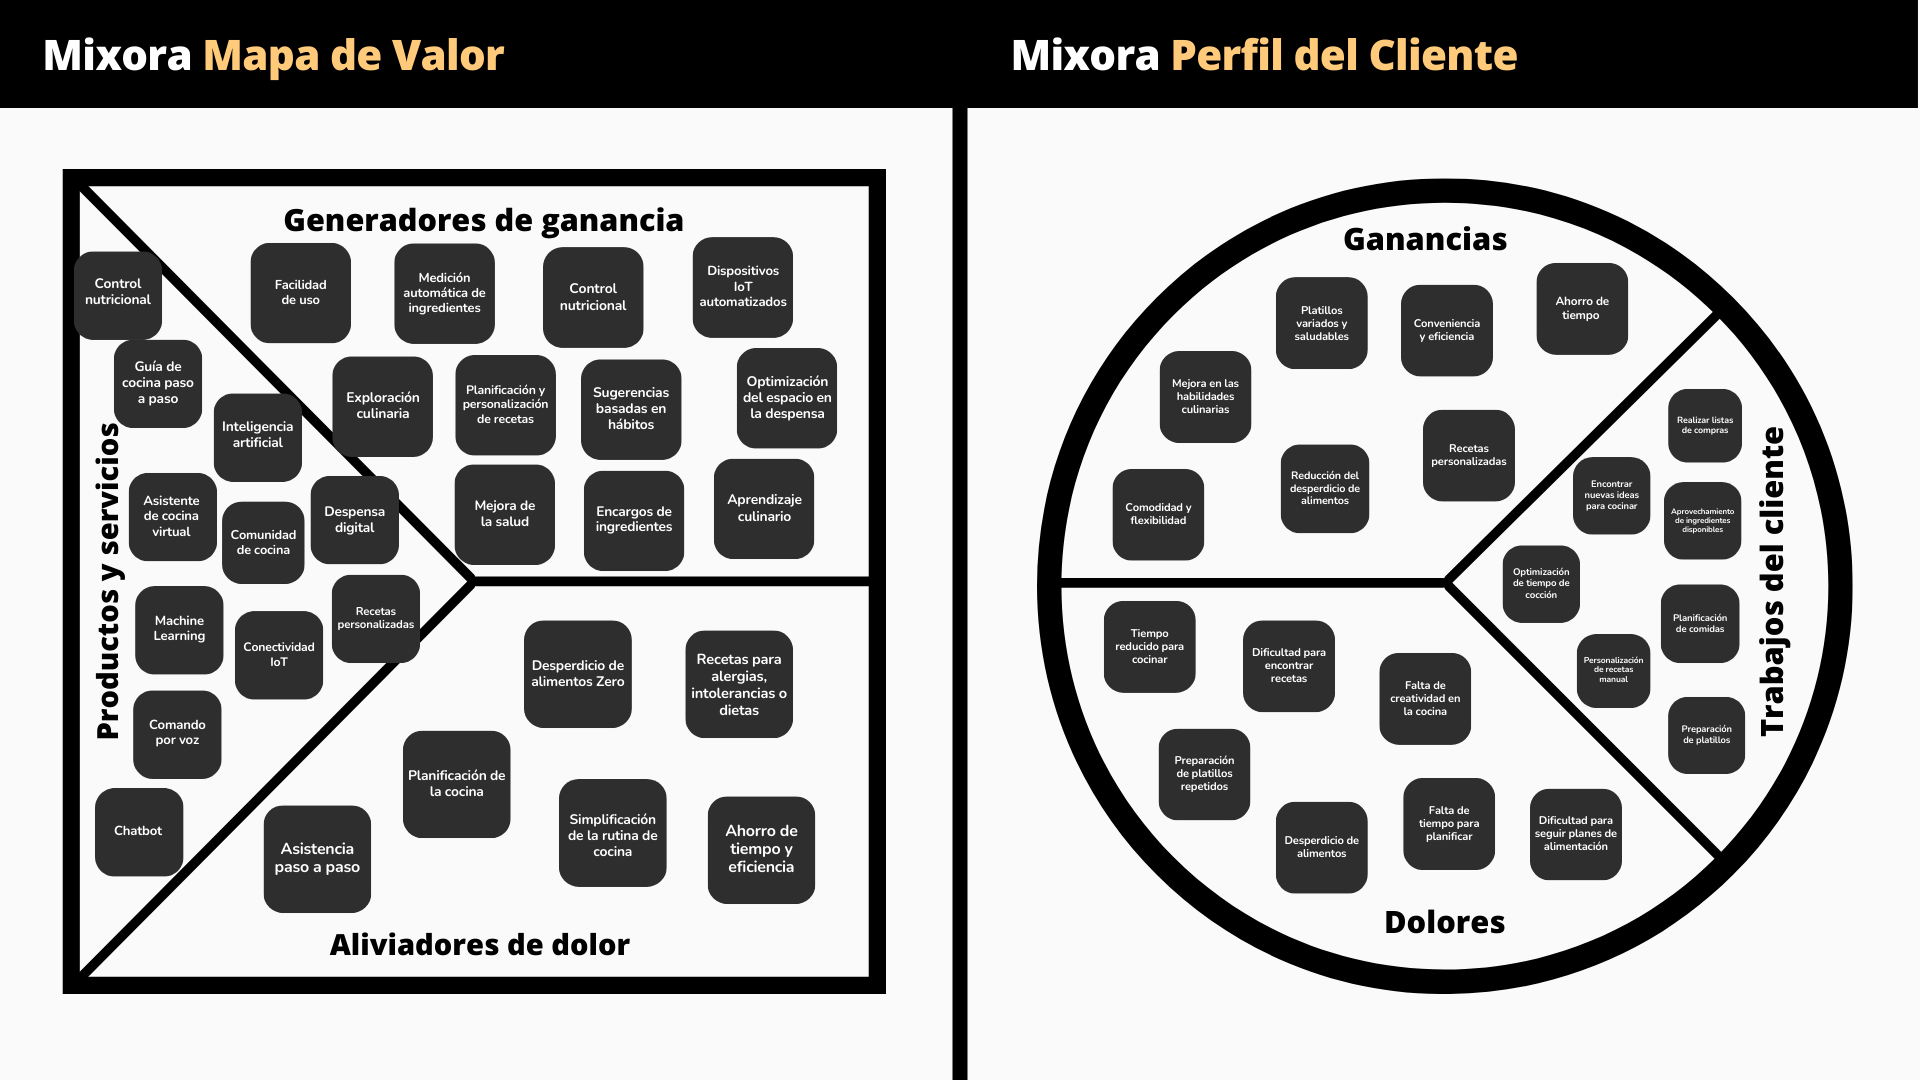 Mixora Mapa de Valor
Generadores de ganancia
Facilidad
de uso
Medición
automática de
ingredientes
Control
nutricional
Dispositivos
IoT
automatizados
Exploración
culinaria
Planificación y
personalización
de recetas
Sugerencias
basadas en
hábitos
Optimización
del espacio en
la despensa
Mejora de
la salud
Encargos de
ingredientes
Aprendizaje
culinario
Productos y servicios
Control
nutricional
Guía de
cocina paso
a paso
Inteligencia
artificial
Asistente
de cocina
virtual
Comunidad
de cocina
Despensa
digital
Machine
Learning
Conectividad
IoT
Recetas
personalizadas
Comando
por voz
Chatbot
Desperdicio de
alimentos Zero
Recetas para
alergias,
intolerancias o
dietas
Planificación de
la cocina
Simplificación
de la rutina de
cocina
Asistencia
paso a paso
Ahorro de
tiempo y
eficiencia
Aliviadores de dolor
Mixora Perfil del Cliente
Ganancias
Platillos
variados y
saludables
Conveniencia
y eficiencia
Ahorro de
tiempo
Mejora en las
habilidades
culinarias
Recetas
personalizadas
Reducción del
desperdicio de
alimentos
Comodidad y
flexibilidad
Trabajos del cliente
Realizar listas
de compras
Encontrar
nuevas ideas
para cocinar
Aprovechamiento
de ingredientes
disponibles
Optimización
de tiempo de
cocción
Planificación
de comidas
Personalización
de recetas
manual
Preparación
de platillos
Tiempo
reducido para
cocinar
Dificultad para
encontrar
recetas
Falta de
creatividad en
la cocina
Preparación
de platillos
repetidos
Desperdicio de
alimentos
Falta de
tiempo para
planificar
Dificultad para
seguir planes de
alimentación
Dolores